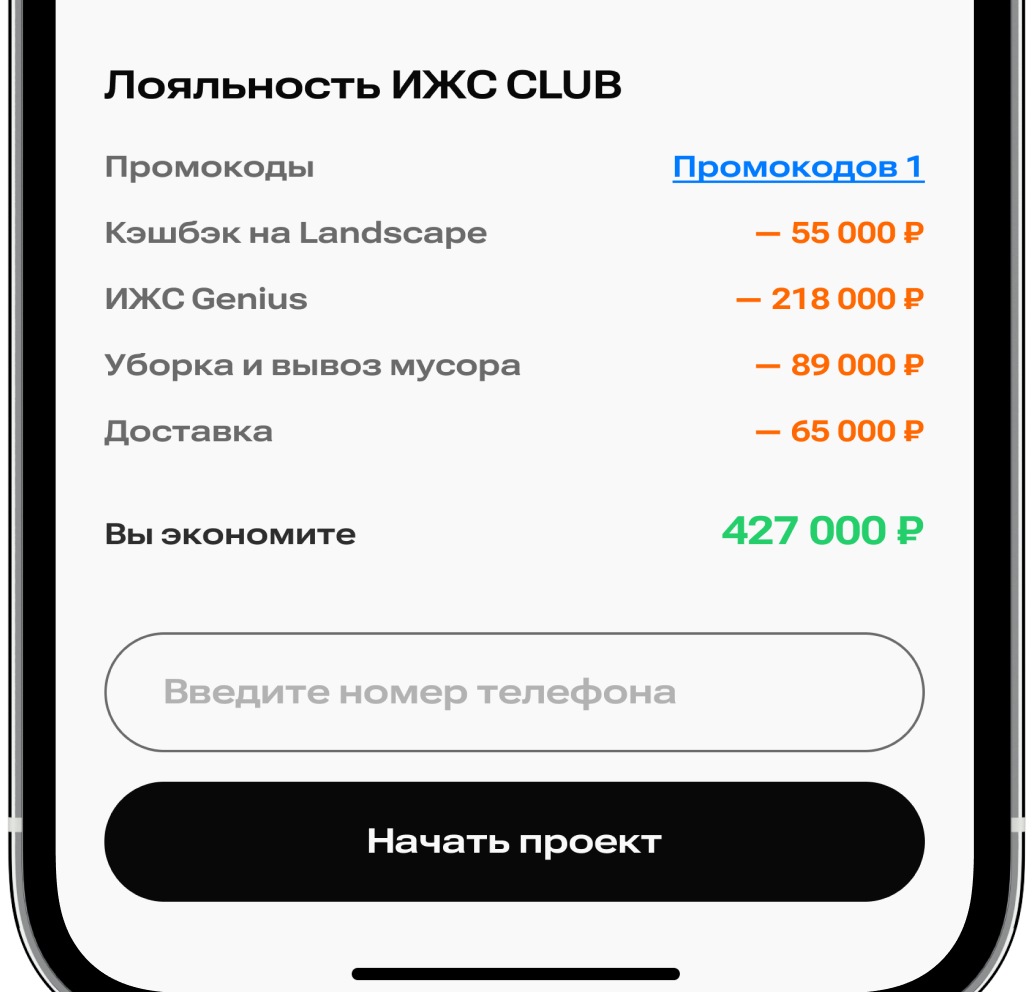 Лояльность ИЖС CLUB
Промокоды Промокодов 1
Кэшбэк на Landscape — 55 000 ₽
ИЖС Genius — 218 000 ₽
Уборка и вывоз мусора — 89 000 ₽
Доставка — 65 000 ₽
Вы экономите 427 000 ₽
Введите номер телефона
Начать проект